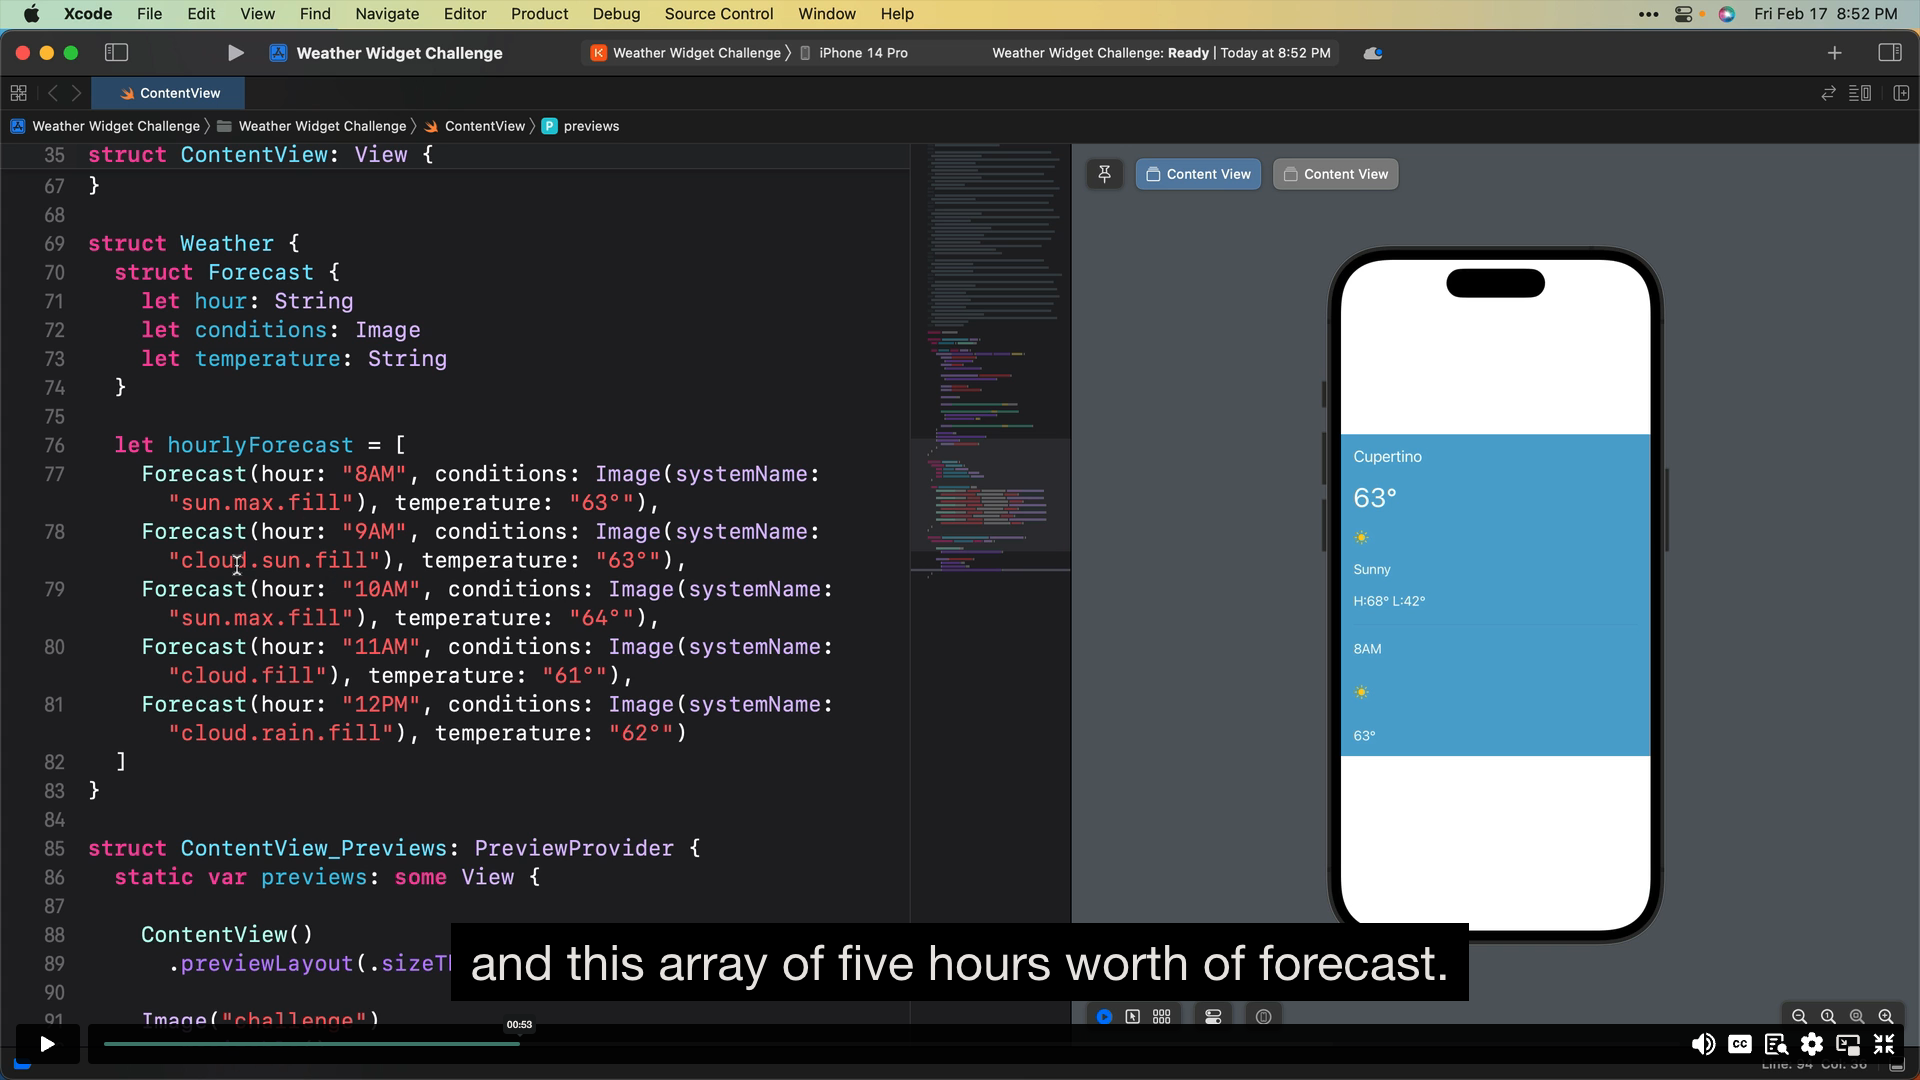 Xcode File Edit View Find Navigate Editor Product Debug Source Control Window Help Fri Feb 17 8:52 PM
Weather Widget Challenge Weather Widget Challenge iPhone 14 Pro Weather Widget Challenge: Ready | Today at 8:52 PM
ContentView
Weather Widget Challenge Weather Widget Challenge ContentView P previews
35 struct ContentView: View {
67 }
68
69 struct Weather {
70 struct Forecast {
71 let hour: String
72 let conditions: Image
73 let temperature: String
74 }
75
76 let hourlyForecast = [
77 Forecast(hour: "8AM", conditions: Image(systemName:
"sun.max.fill"), temperature: "63°"),
78 Forecast(hour: "9AM", conditions: Image(systemName:
"cloud.sun.fill"), temperature: "63°"),
79 Forecast(hour: "10AM", conditions: Image(systemName:
"sun.max.fill"), temperature: "64°"),
80 Forecast(hour: "11AM", conditions: Image(systemName:
"cloud.fill"), temperature: "61°"),
81 Forecast(hour: "12PM", conditions: Image(systemName:
"cloud.rain.fill"), temperature: "62°")
82 ]
83 }
84
85 struct ContentView_Previews: PreviewProvider {
86 static var previews: some View {
87
88 ContentView()
89 .previewLayout(.sizeTh
90
91 Image("challenge")
Content View Content View
Cupertino
63°
Sunny
H:68° L:42°
8AM
63°
and this array of five hours worth of forecast.
00:53
CC